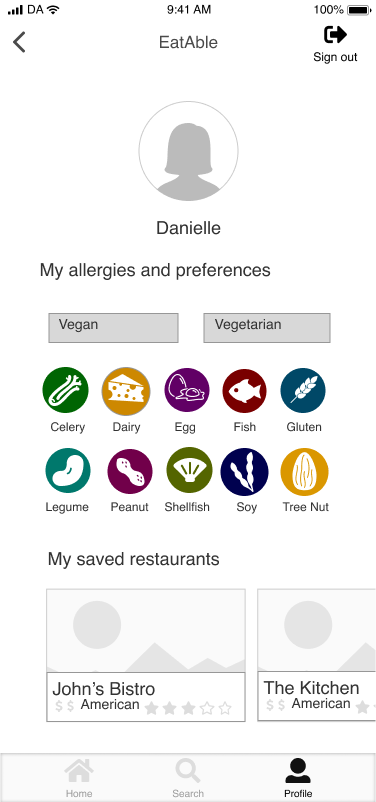 DA 9:41 AM 100%
EatAble
Sign out
Danielle
My allergies and preferences
Vegan Vegetarian
Celery Dairy Egg Fish Gluten
Legume Peanut Shellfish Soy Tree Nut
My saved restaurants
John's Bistro
$ $ American
The Kitchen
$ $ American
Home Search Profile